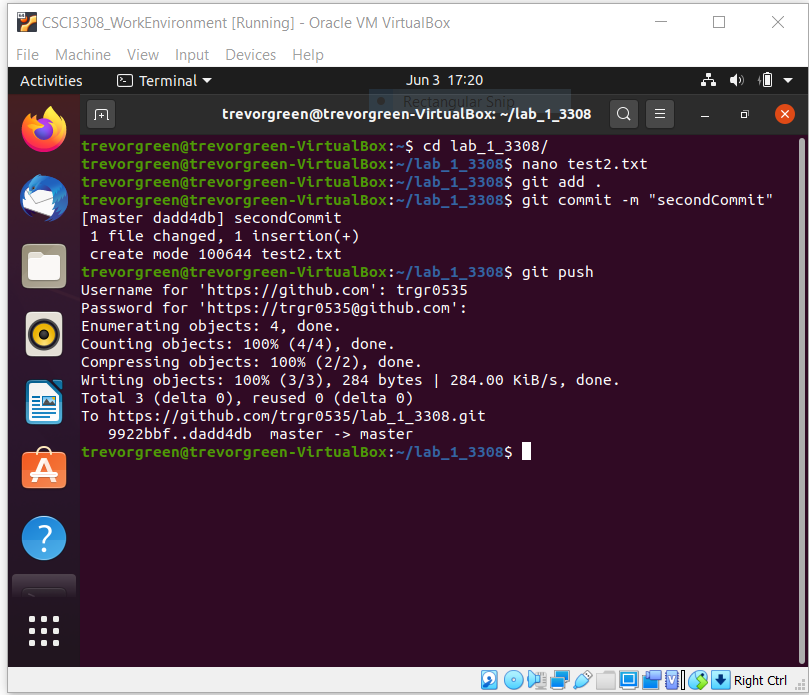 CSCI3308_WorkEnvironment [Running] - Oracle VM VirtualBox
File Machine View Input Devices Help
Activities Terminal Jun 3 17:20
Rectangular Snip
trevorgreen@trevorgreen-VirtualBox: ~/lab_1_3308
trevorgreen@trevorgreen-VirtualBox:~$ cd lab_1_3308/
trevorgreen@trevorgreen-VirtualBox:~/lab_1_3308$ nano test2.txt
trevorgreen@trevorgreen-VirtualBox:~/lab_1_3308$ git add .
trevorgreen@trevorgreen-VirtualBox:~/lab_1_3308$ git commit -m "secondCommit"
[master dadd4db] secondCommit
 1 file changed, 1 insertion(+)
 create mode 100644 test2.txt
trevorgreen@trevorgreen-VirtualBox:~/lab_1_3308$ git push
Username for 'https://github.com': trgr0535
Password for 'https://trgr0535@github.com':
Enumerating objects: 4, done.
Counting objects: 100% (4/4), done.
Compressing objects: 100% (2/2), done.
Writing objects: 100% (3/3), 284 bytes | 284.00 KiB/s, done.
Total 3 (delta 0), reused 0 (delta 0)
To https://github.com/trgr0535/lab_1_3308.git
   9922bbf..dadd4db  master -> master
trevorgreen@trevorgreen-VirtualBox:~/lab_1_3308$
Right Ctrl